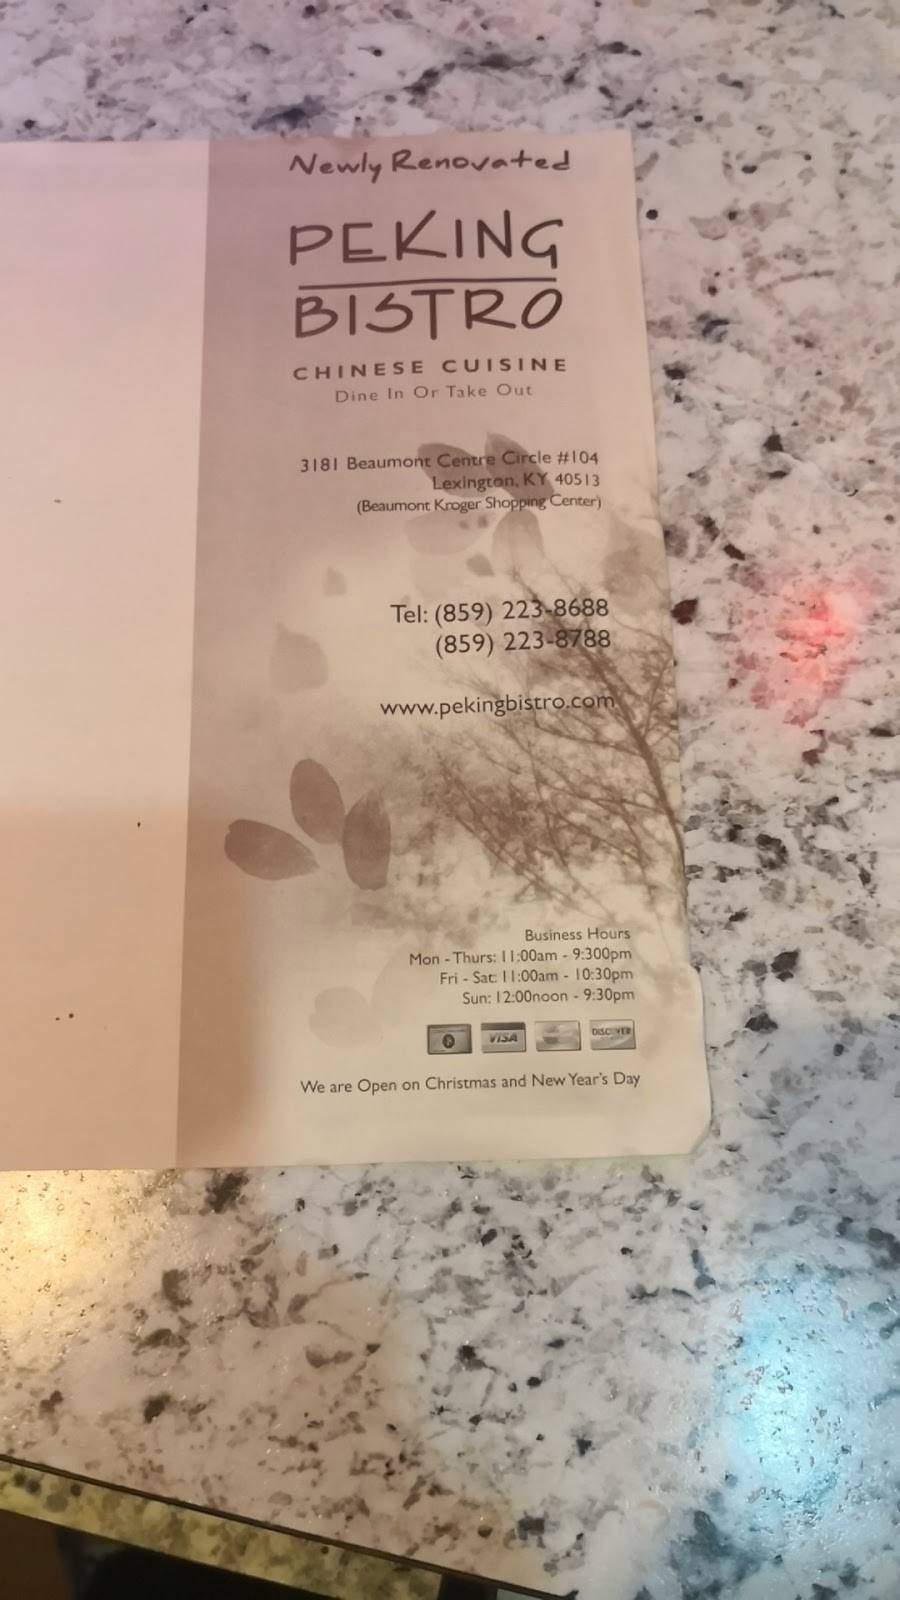 Newly Renovated
PEKING
BISTRO
CHINESE CUISINE
Dine In Or Take Out
3181 Beaumont Centre Circle #104
Lexington, KY 40513
(Beaumont Kroger Shopping Center)
Tel: (859) 223-8688
(859) 223-8788
www.pekingbistro.com
Business Hours
Mon - Thurs: 11:00am - 9:300pm
Fri - Sat: 11:00am - 10:30pm
Sun: 12:00noon - 9:30pm
VISA
DISCOVER
We are Open on Christmas and New Year's Day